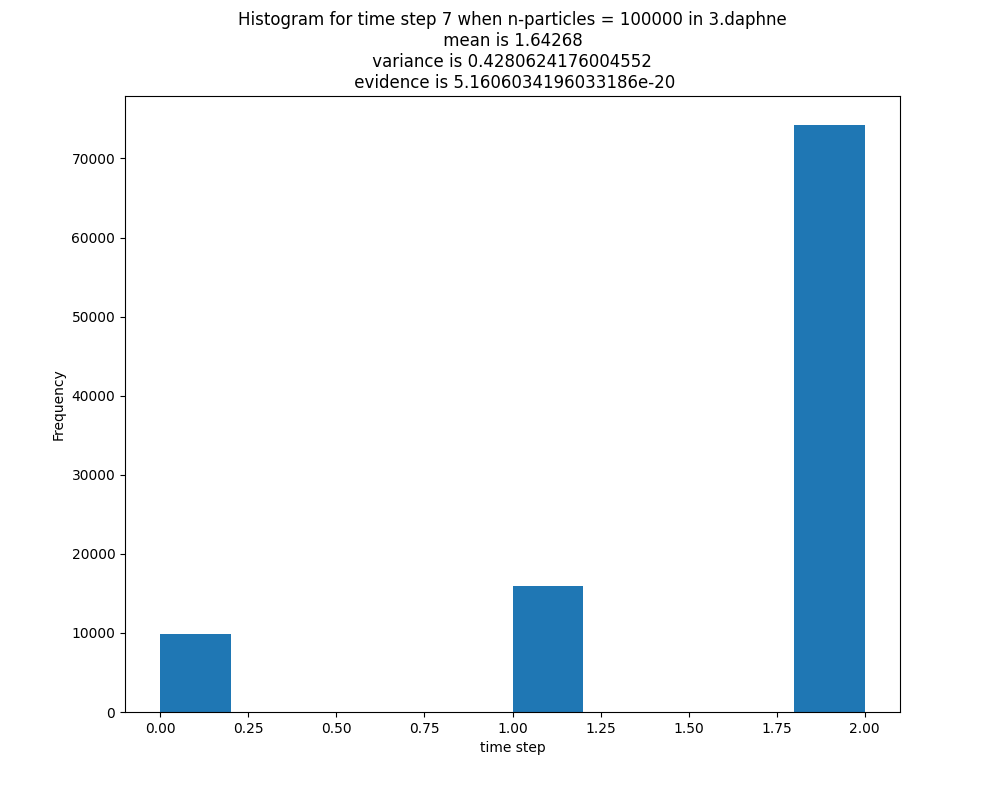 Histogram for time step 7 when n-particles = 100000 in 3.daphne
mean is 1.64268
variance is 0.4280624176004552
evidence is 5.1606034196033186e-20
70000
60000
50000
40000
30000
20000
10000
0
Frequency
0.00 0.25 0.50 0.75 1.00 1.25 1.50 1.75 2.00
time step